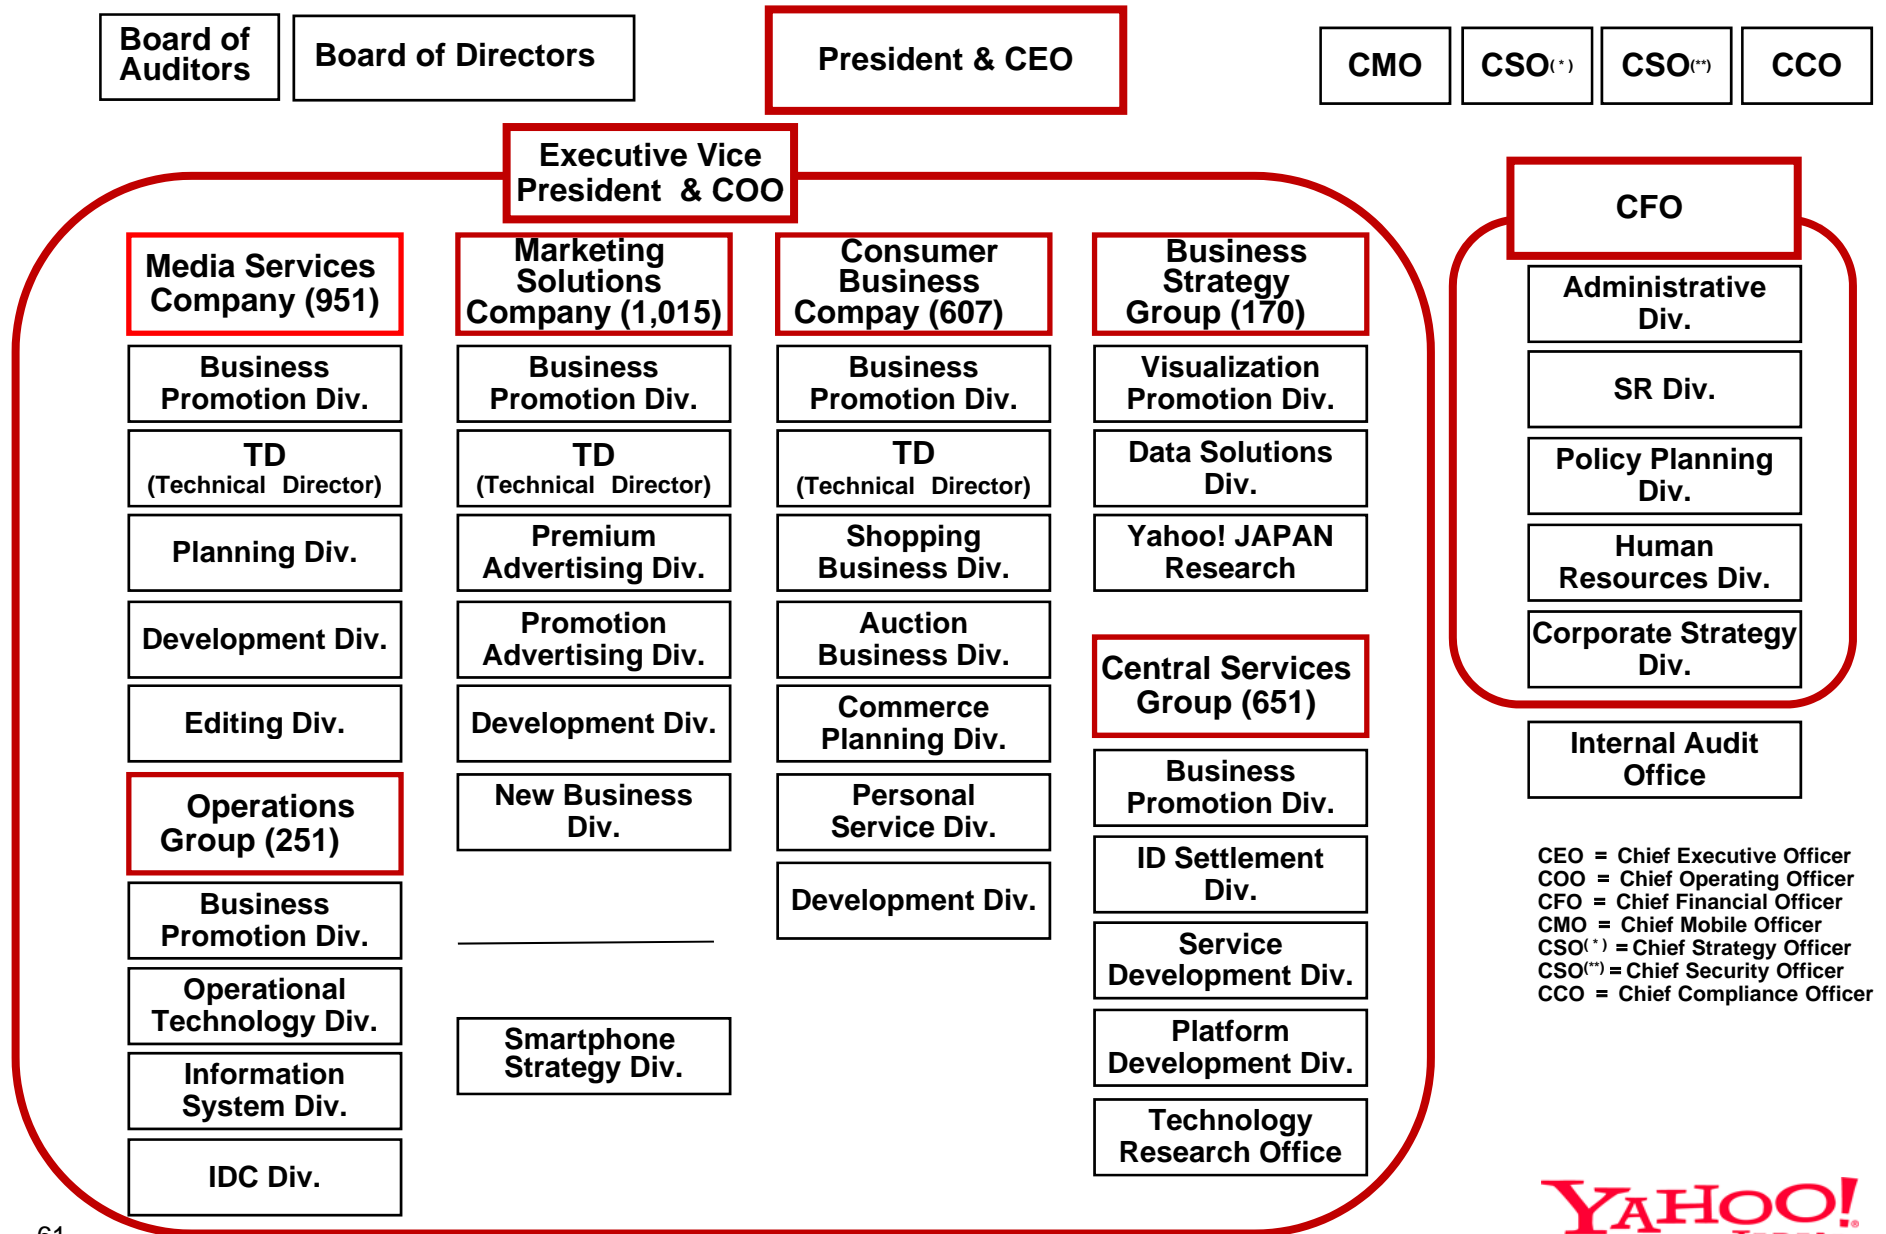 Board of
Auditors
Board of Directors
President & CEO
CMO
CSO(*)
CSO(**)
CCO
Executive Vice
President & COO
CFO
Media Services
Company (951)
Business
Promotion Div.
TD
(Technical Director)
Planning Div.
Development Div.
Editing Div.
Operations
Group (251)
Business
Promotion Div.
Operational
Technology Div.
Information
System Div.
IDC Div.
Marketing
Solutions
Company (1,015)
Business
Promotion Div.
TD
(Technical Director)
Premium
Advertising Div.
Promotion
Advertising Div.
Development Div.
New Business
Div.
Smartphone
Strategy Div.
Consumer
Business
Compay (607)
Business
Promotion Div.
TD
(Technical Director)
Shopping
Business Div.
Auction
Business Div.
Commerce
Planning Div.
Personal
Service Div.
Development Div.
Business
Strategy
Group (170)
Visualization
Promotion Div.
Data Solutions
Div.
Yahoo! JAPAN
Research
Central Services
Group (651)
Business
Promotion Div.
ID Settlement
Div.
Service
Development Div.
Platform
Development Div.
Technology
Research Office
Administrative
Div.
SR Div.
Policy Planning
Div.
Human
Resources Div.
Corporate Strategy
Div.
Internal Audit
Office
CEO = Chief Executive Officer
COO = Chief Operating Officer
CFO = Chief Financial Officer
CMO = Chief Mobile Officer
CSO(*) = Chief Strategy Officer
CSO(**) = Chief Security Officer
CCO = Chief Compliance Officer
YAHOO!
61